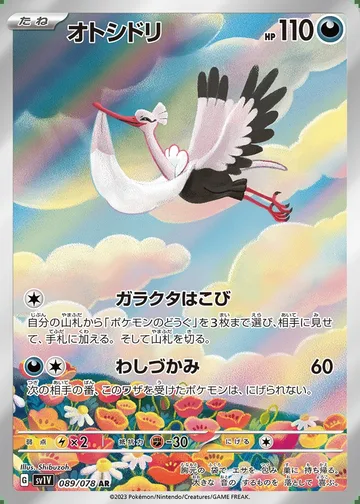 たね オトシドリ HP 110
ガラクタはこび
自分の山札から「ポケモンのどうぐ」を3枚まで選び、相手に見せ
て、手札に加える。そして山札を切る。
わしづかみ 60
次の相手の番、このワザを受けたポケモンは、にげられない。
弱点 ×2 抵抗力 -30 にげる
Illus. Shibuzoh.
G sv1V 089/078 AR
胸元の
©2023 Pokémon/Nintendo/Creatures/GAME FREAK.